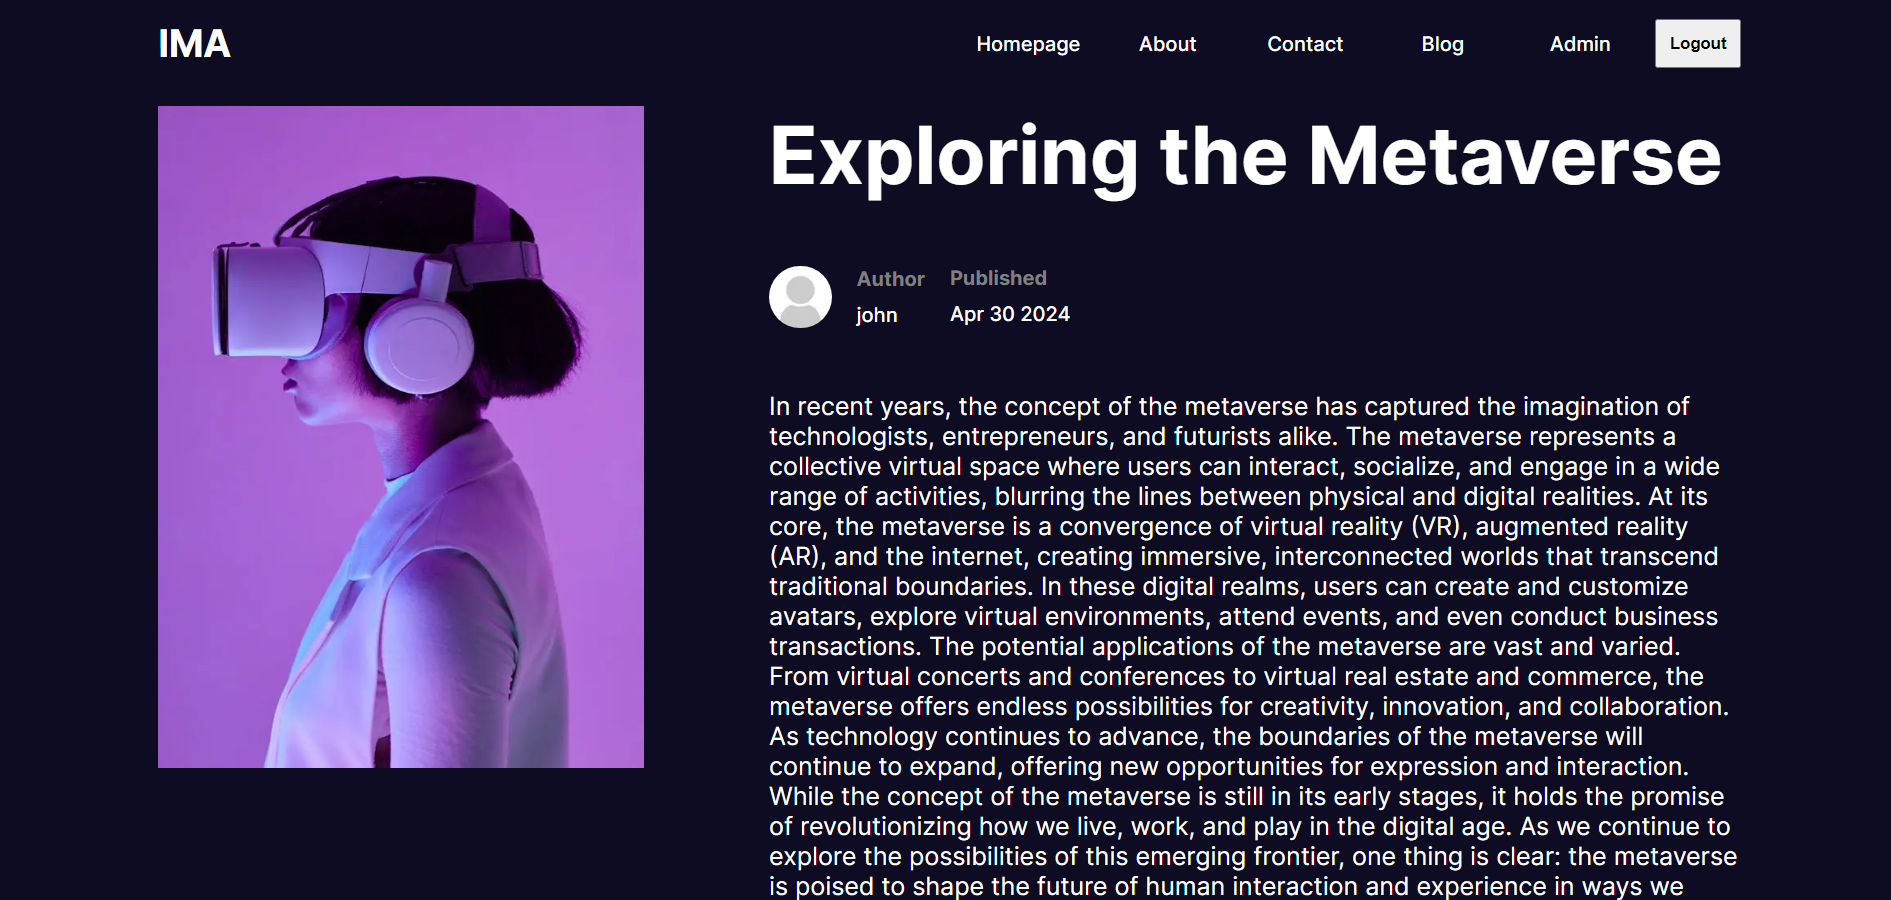 IMA
Homepage
About
Contact
Blog
Admin
Logout
Exploring the Metaverse
Author
Published
john
Apr 30 2024
In recent years, the concept of the metaverse has captured the imagination of
technologists, entrepreneurs, and futurists alike. The metaverse represents a
collective virtual space where users can interact, socialize, and engage in a wide
range of activities, blurring the lines between physical and digital realities. At its
core, the metaverse is a convergence of virtual reality (VR), augmented reality
(AR), and the internet, creating immersive, interconnected worlds that transcend
traditional boundaries. In these digital realms, users can create and customize
avatars, explore virtual environments, attend events, and even conduct business
transactions. The potential applications of the metaverse are vast and varied.
From virtual concerts and conferences to virtual real estate and commerce, the
metaverse offers endless possibilities for creativity, innovation, and collaboration.
As technology continues to advance, the boundaries of the metaverse will
continue to expand, offering new opportunities for expression and interaction.
While the concept of the metaverse is still in its early stages, it holds the promise
of revolutionizing how we live, work, and play in the digital age. As we continue to
explore the possibilities of this emerging frontier, one thing is clear: the metaverse
is poised to shape the future of human interaction and experience in ways we